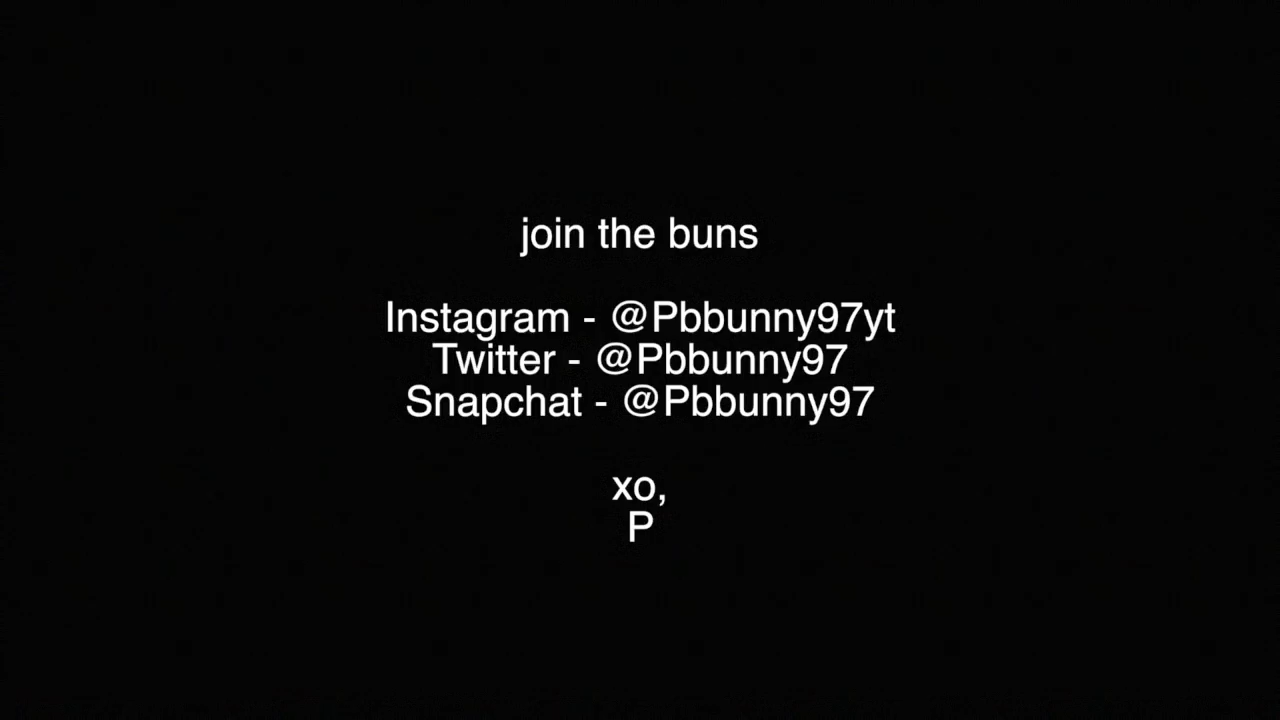 join the buns
Instagram - @Pbbunny97yt
Twitter - @Pbbunny97
Snapchat - @Pbbunny97
xo,
P